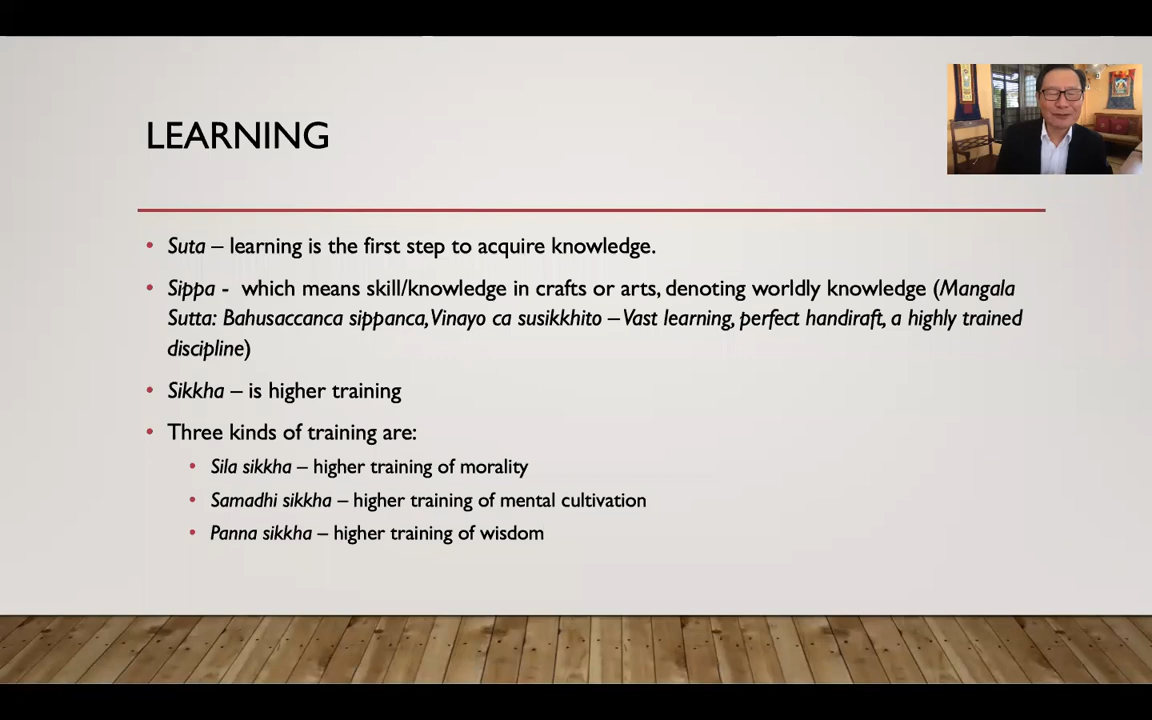 LEARNING
• Suta – learning is the first step to acquire knowledge.
• Sippa - which means skill/knowledge in crafts or arts, denoting worldly knowledge (Mangala
Sutta: Bahusaccanca sippanca, Vinayo ca susikkhito – Vast learning, perfect handiraft, a highly trained
discipline)
• Sikkha – is higher training
• Three kinds of training are:
• Sila sikkha – higher training of morality
• Samadhi sikkha – higher training of mental cultivation
• Panna sikkha – higher training of wisdom